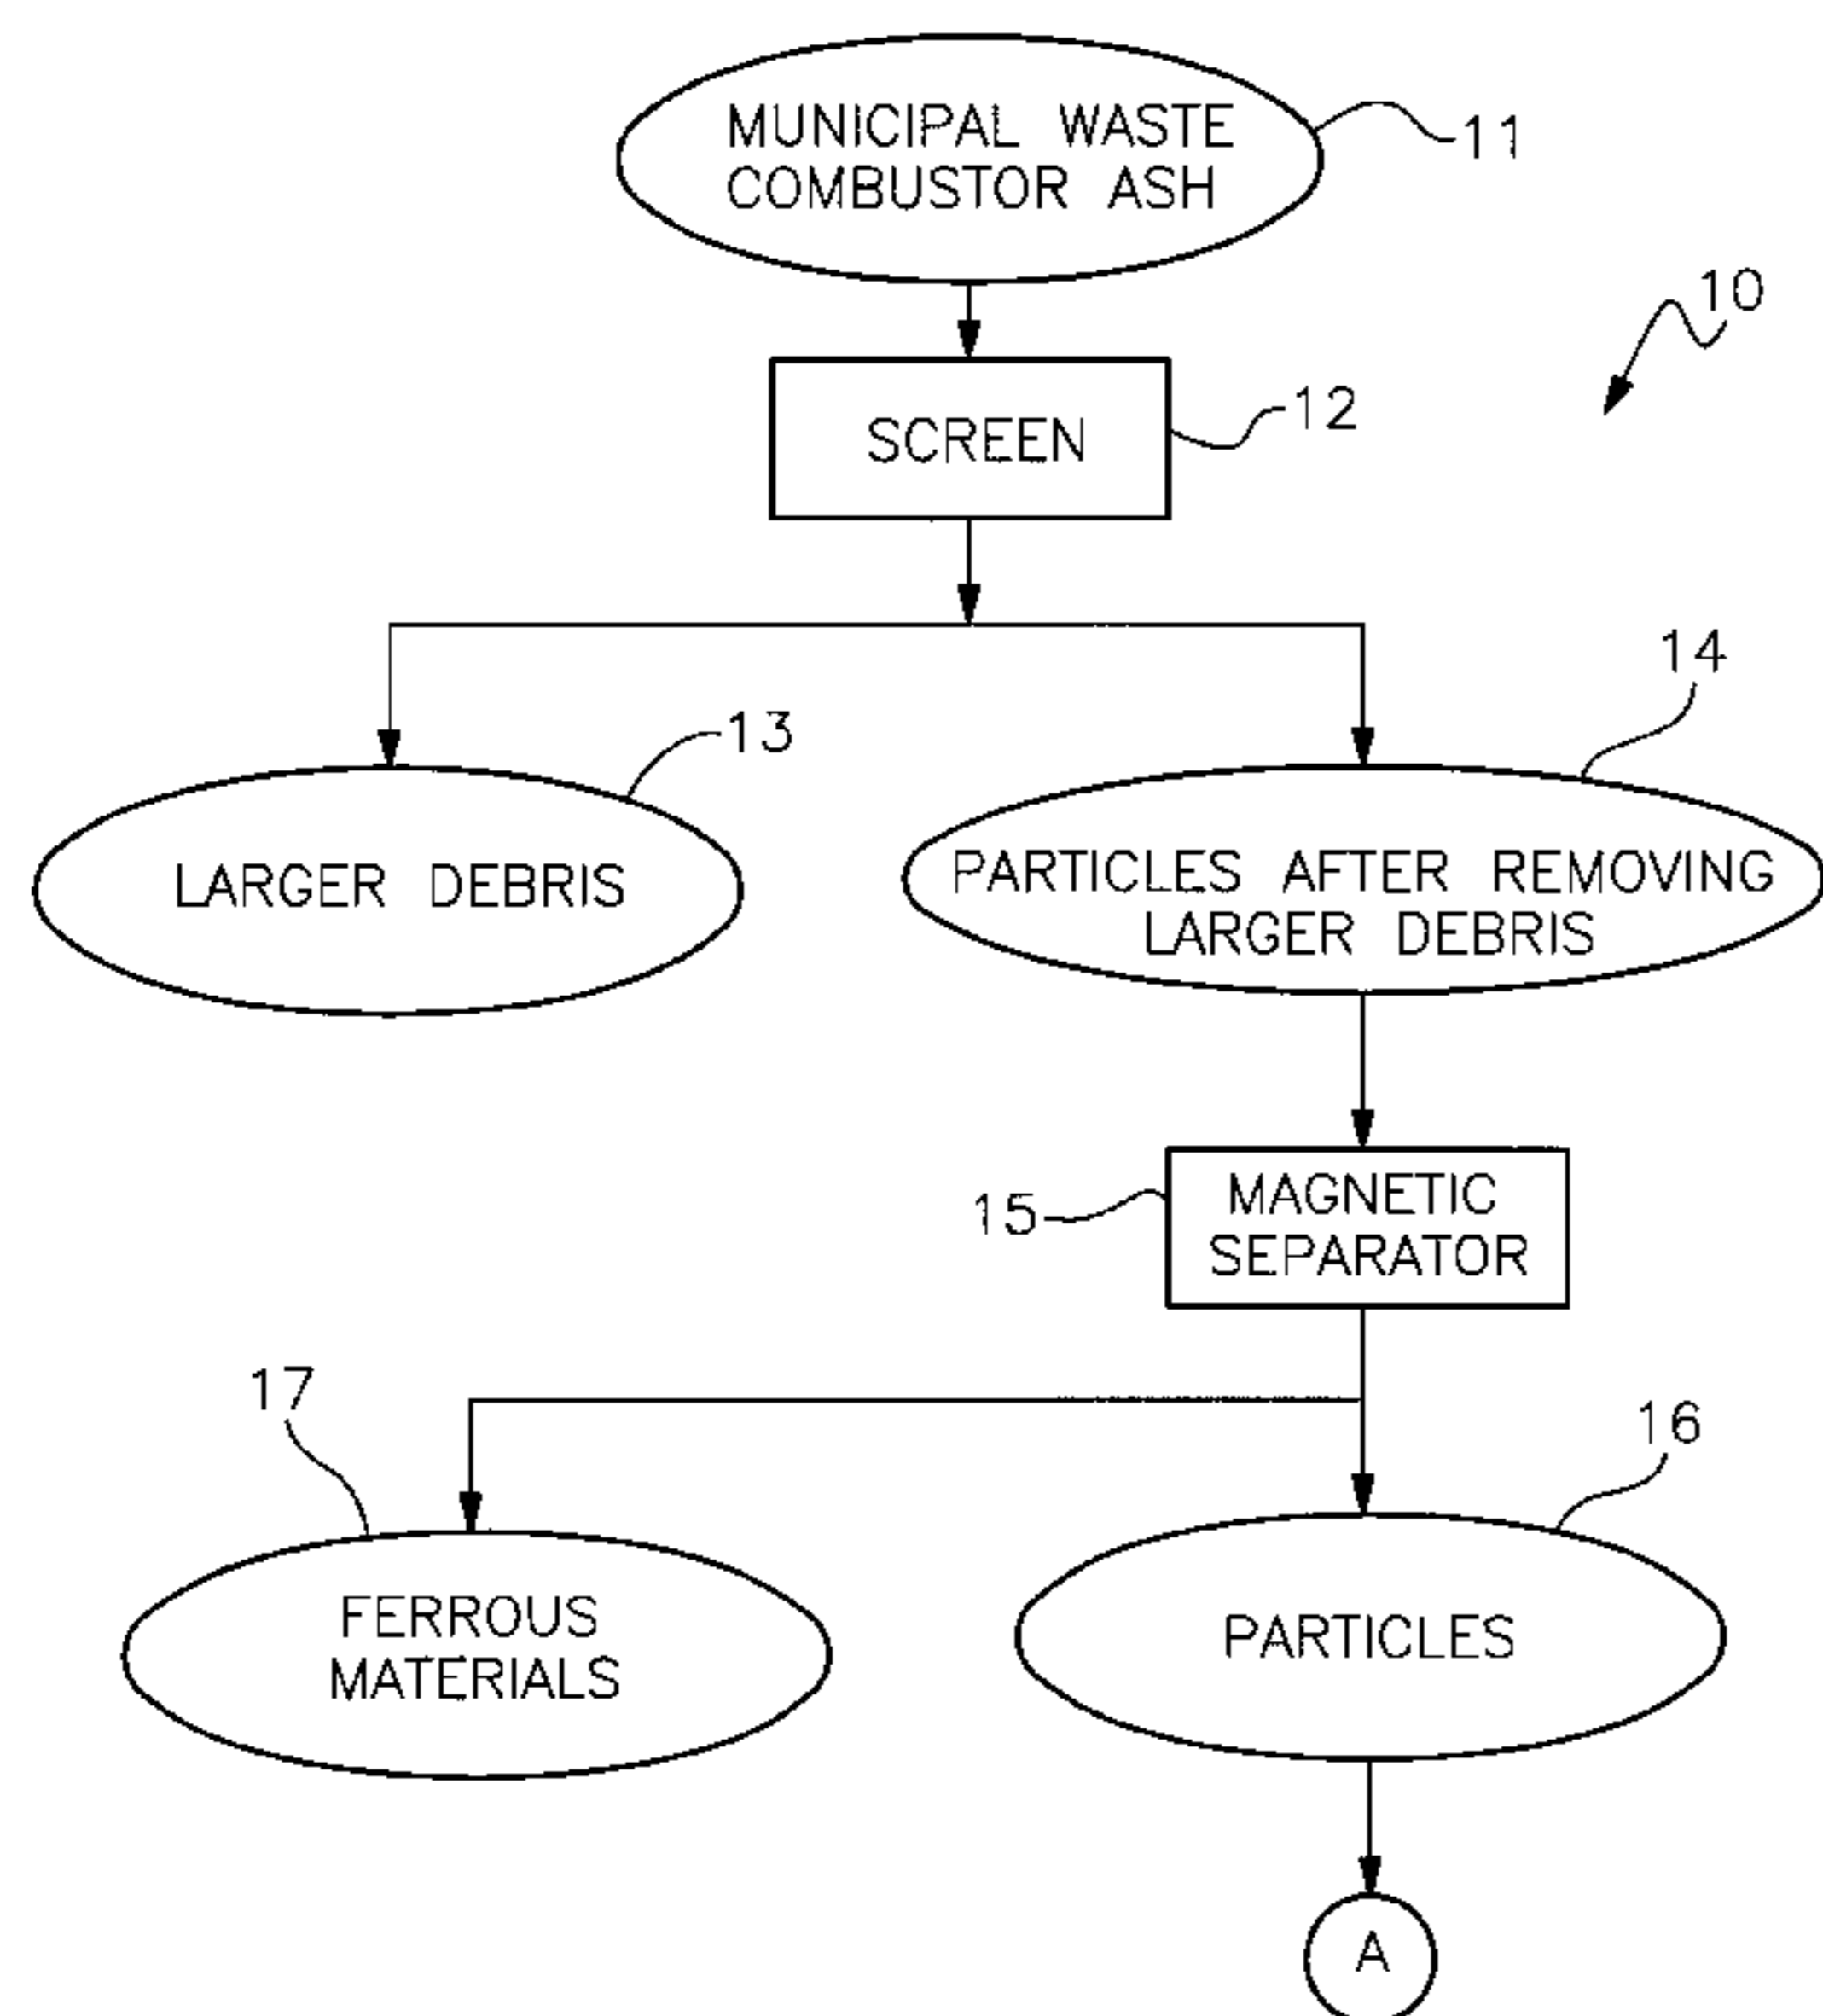 MUNICIPAL WASTE
COMBUSTOR ASH
11
10
SCREEN
12
13
14
LARGER DEBRIS
PARTICLES AFTER REMOVING
LARGER DEBRIS
15
MAGNETIC
SEPARATOR
17
16
FERROUS
MATERIALS
PARTICLES
A